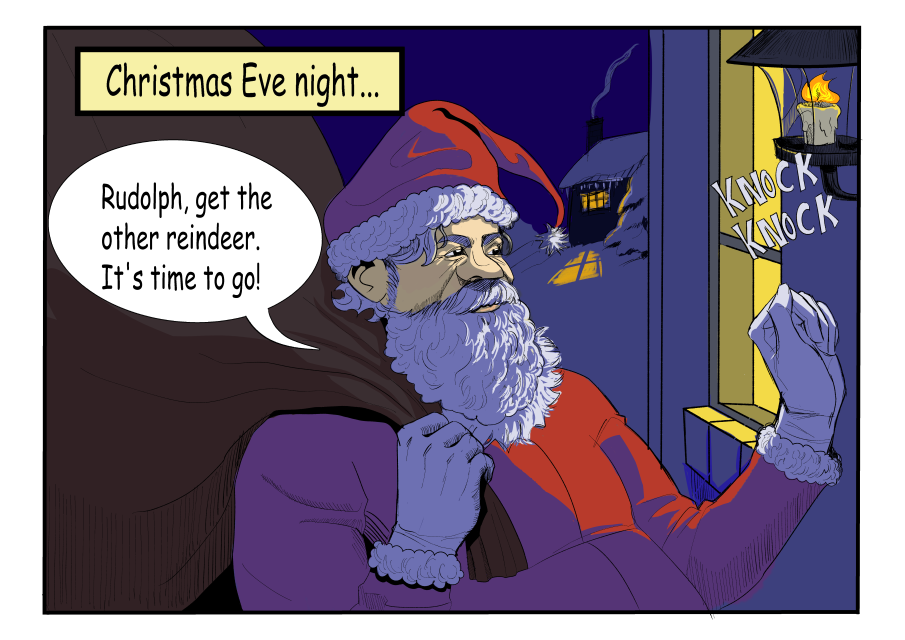 Christmas Eve night...
Rudolph, get the
other reindeer.
It's time to go!
KNOCK
KNOCK